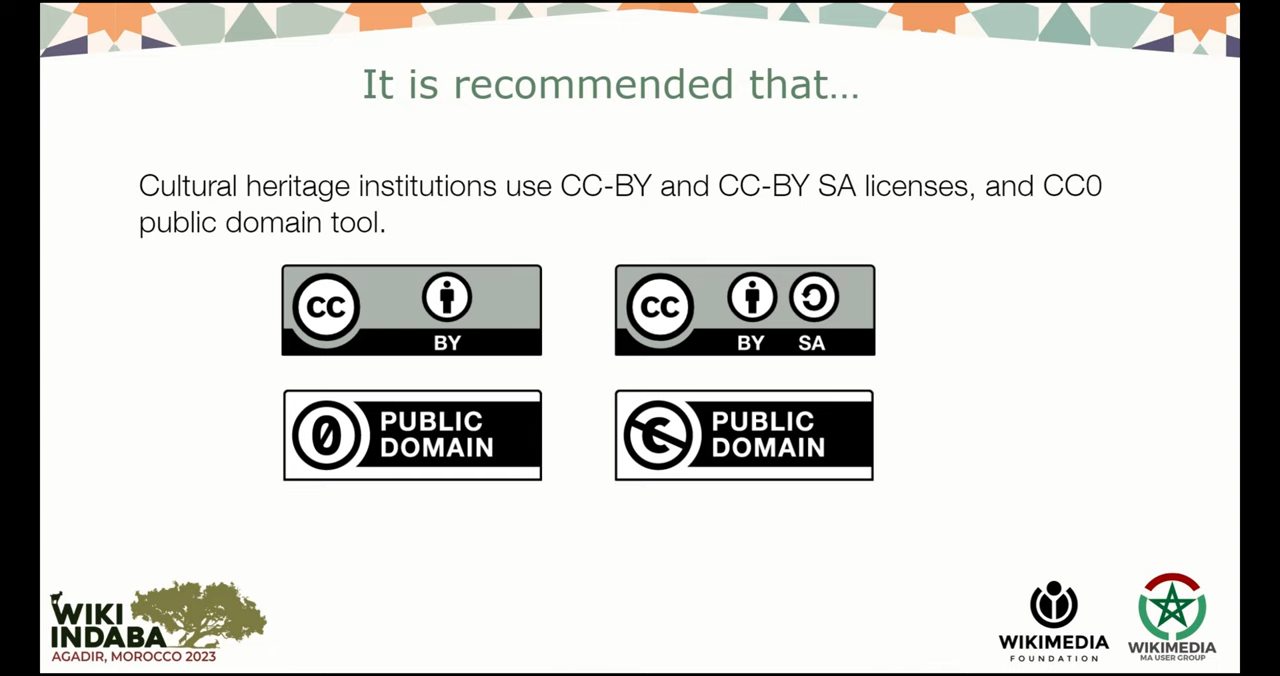 It is recommended that...
Cultural heritage institutions use CC-BY and CC-BY SA licenses, and CC0
public domain tool.
CC
BY
CC
BY SA
0
PUBLIC
DOMAIN
C
PUBLIC
DOMAIN
WIKI
INDABA
AGADIR, MOROCCO 2023
WIKIMEDIA
FOUNDATION
WIKIMEDIA
MA USER GROUP